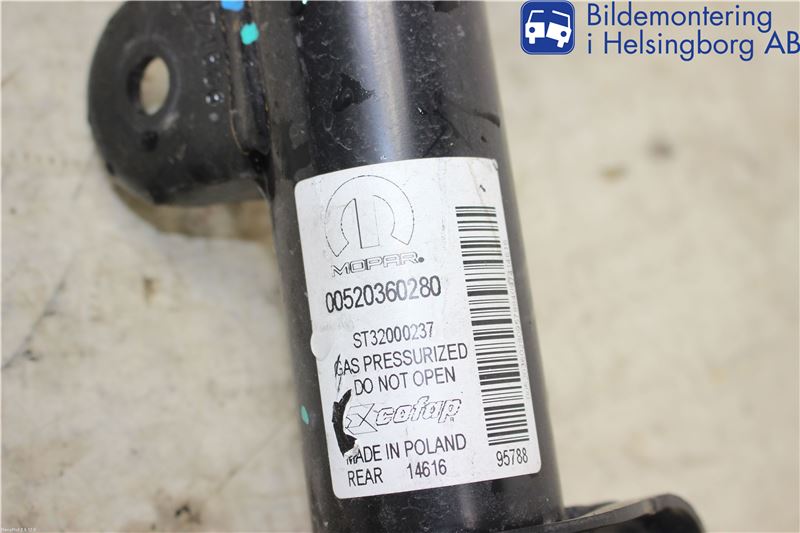 Bildemontering
i Helsingborg AB
MOPAR®
00520360280
ST32000237
GAS PRESSURIZED
DO NOT OPEN
cofap
MADE IN POLAND
REAR 14616
95788